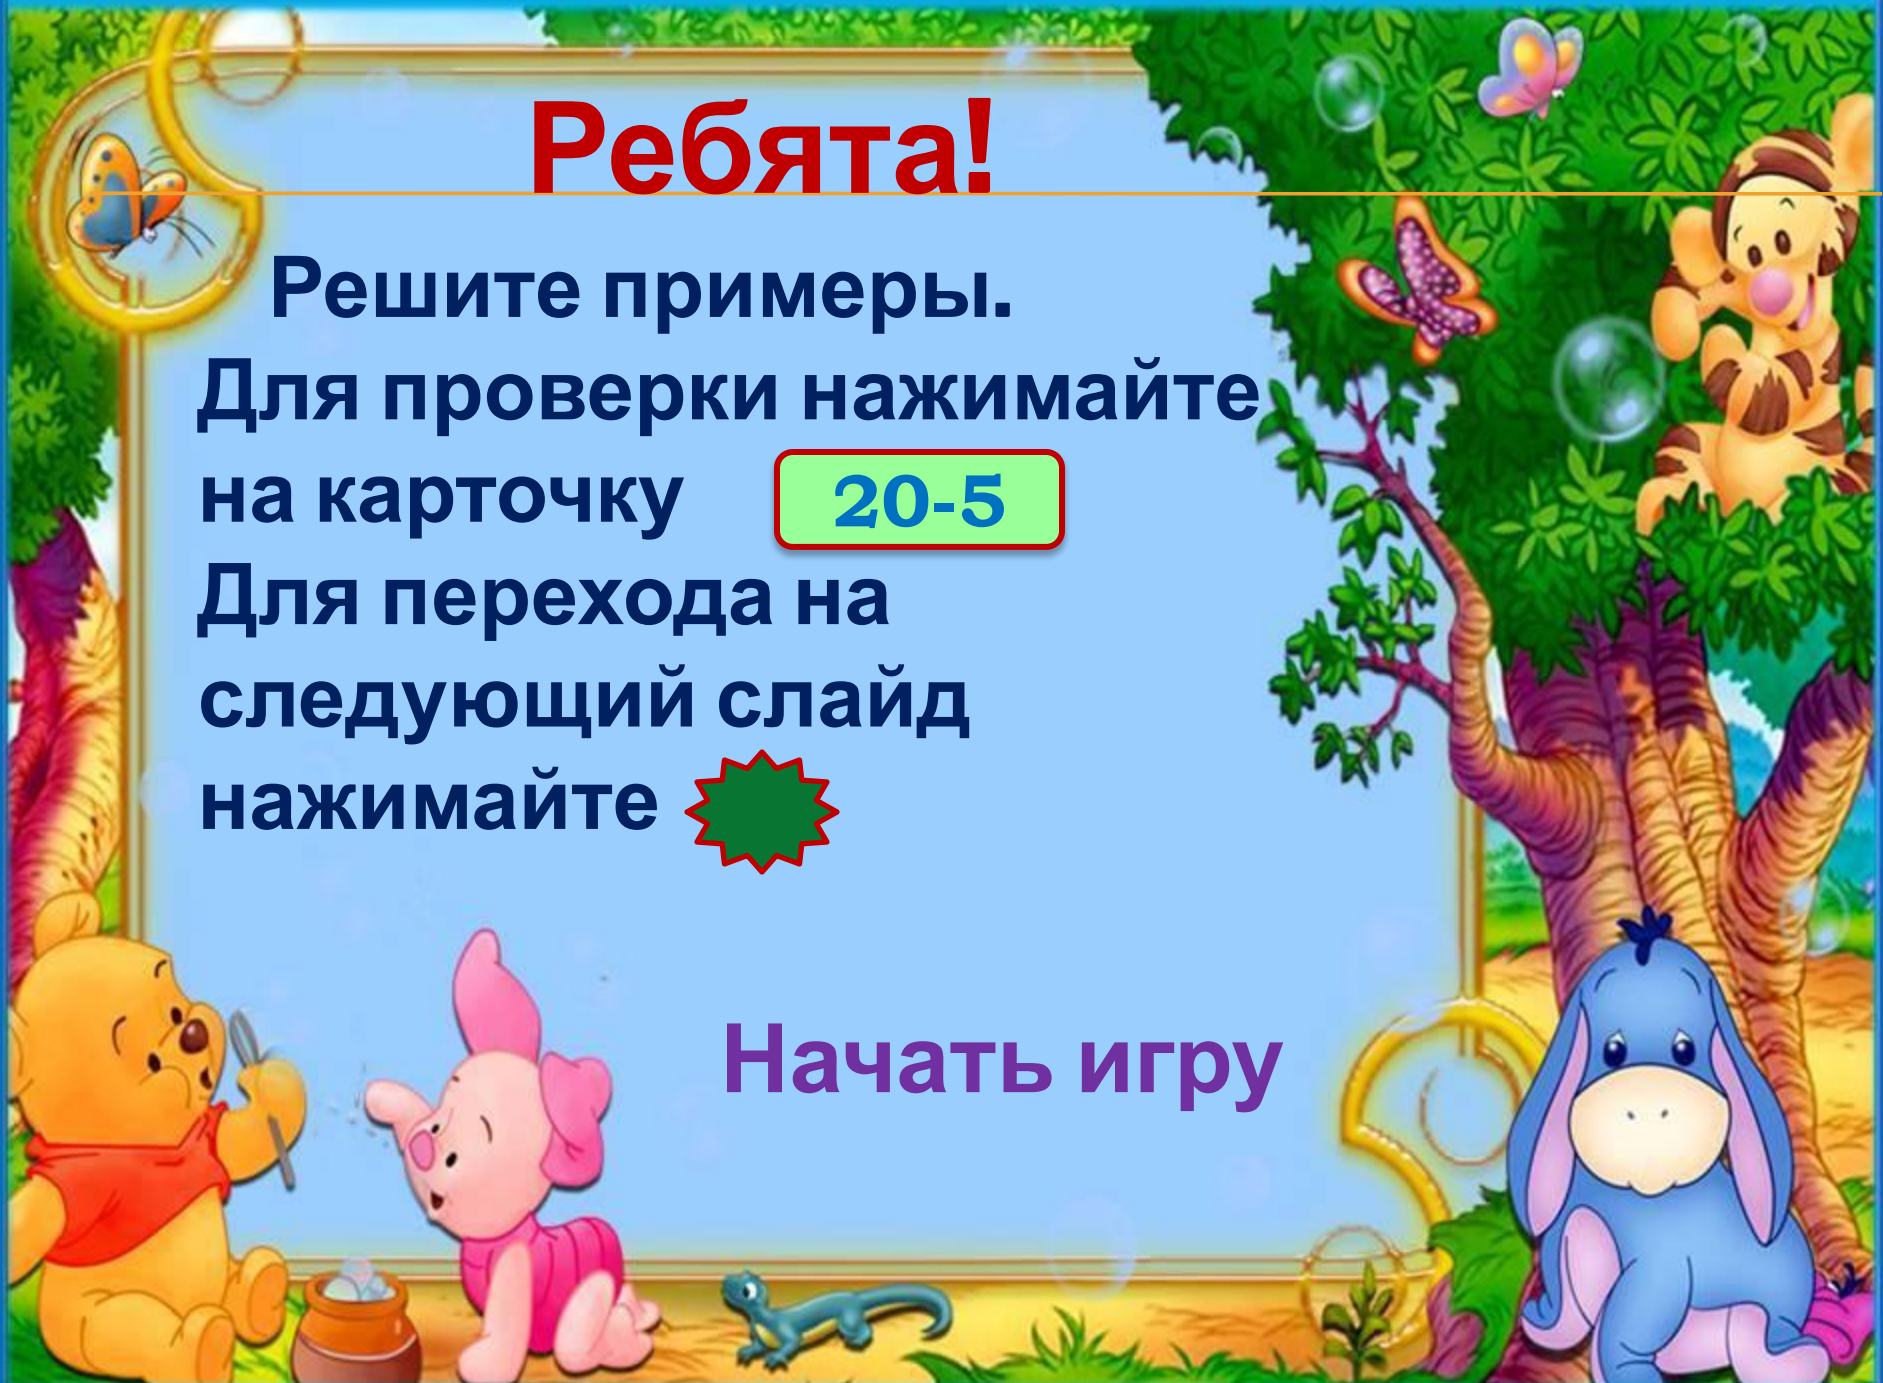 Ребята!
Решите примеры.
Для проверки нажимайте
на карточку 20-5
Для перехода на
следующий слайд
нажимайте
Начать игру